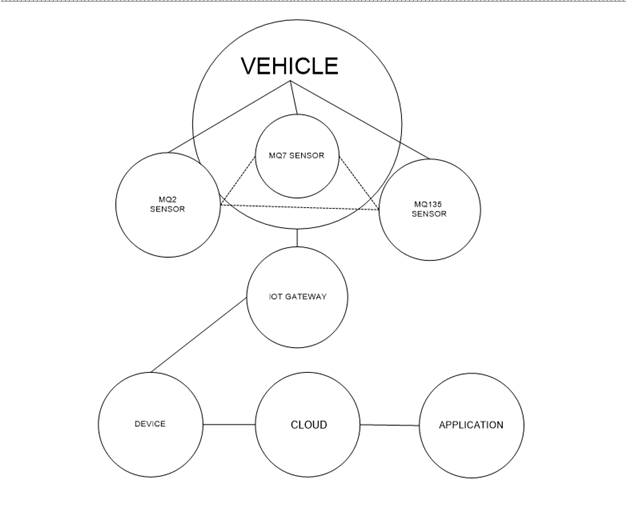 VEHICLE
MQ7 SENSOR
MQ2
SENSOR
MQ135
SENSOR
IOT GATEWAY
DEVICE
CLOUD
APPLICATION